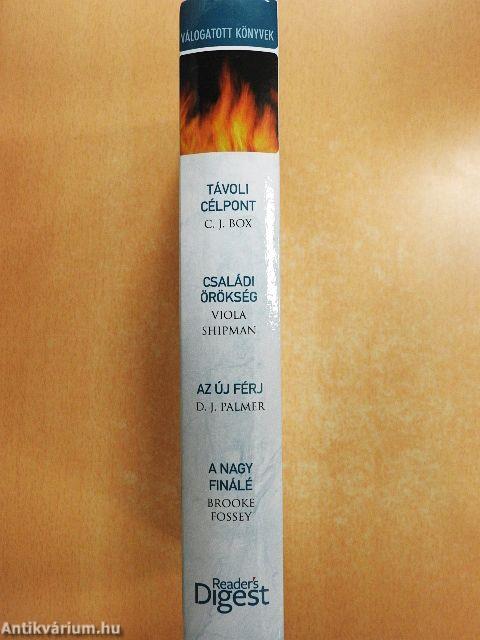 VÁLOGATOTT KÖNYVEK
TÁVOLI
CÉLPONT
C. J. BOX
CSALÁDI
ÖRÖKSÉG
VIOLA
SHIPMAN
AZ ÚJ FÉRJ
D. J. PALMER
A NAGY
FINÁLÉ
BROOKE
FOSSEY
Reader's
Digest
Antikvárium.hu